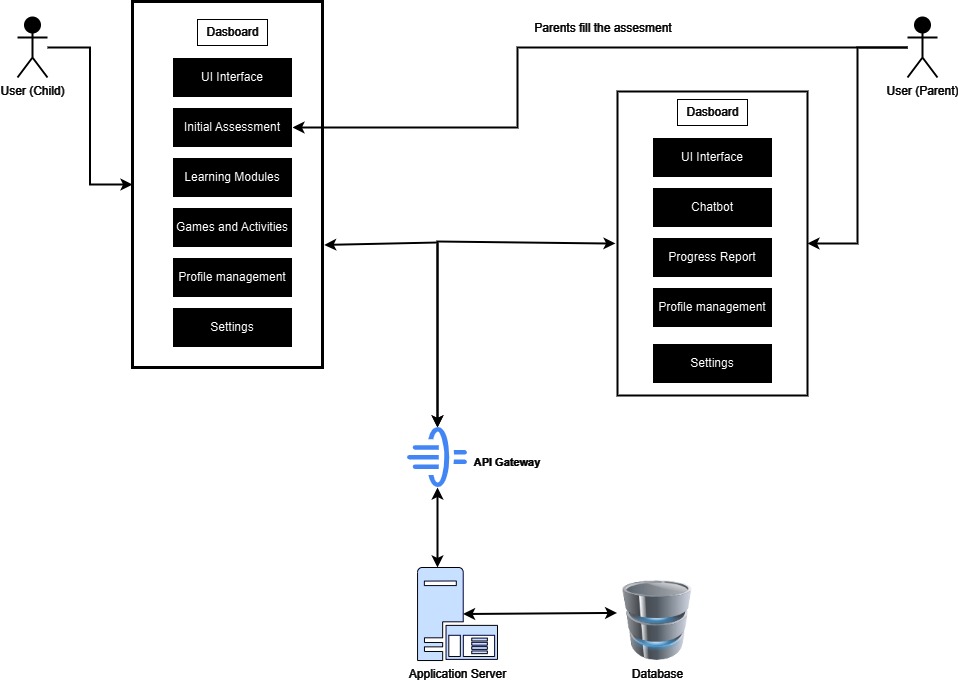 Parents fill the assesment
User (Child)
User (Parent)
Dasboard
UI Interface
Initial Assessment
Learning Modules
Games and Activities
Profile management
Settings
Dasboard
UI Interface
Chatbot
Progress Report
Profile management
Settings
API Gateway
Application Server
Database